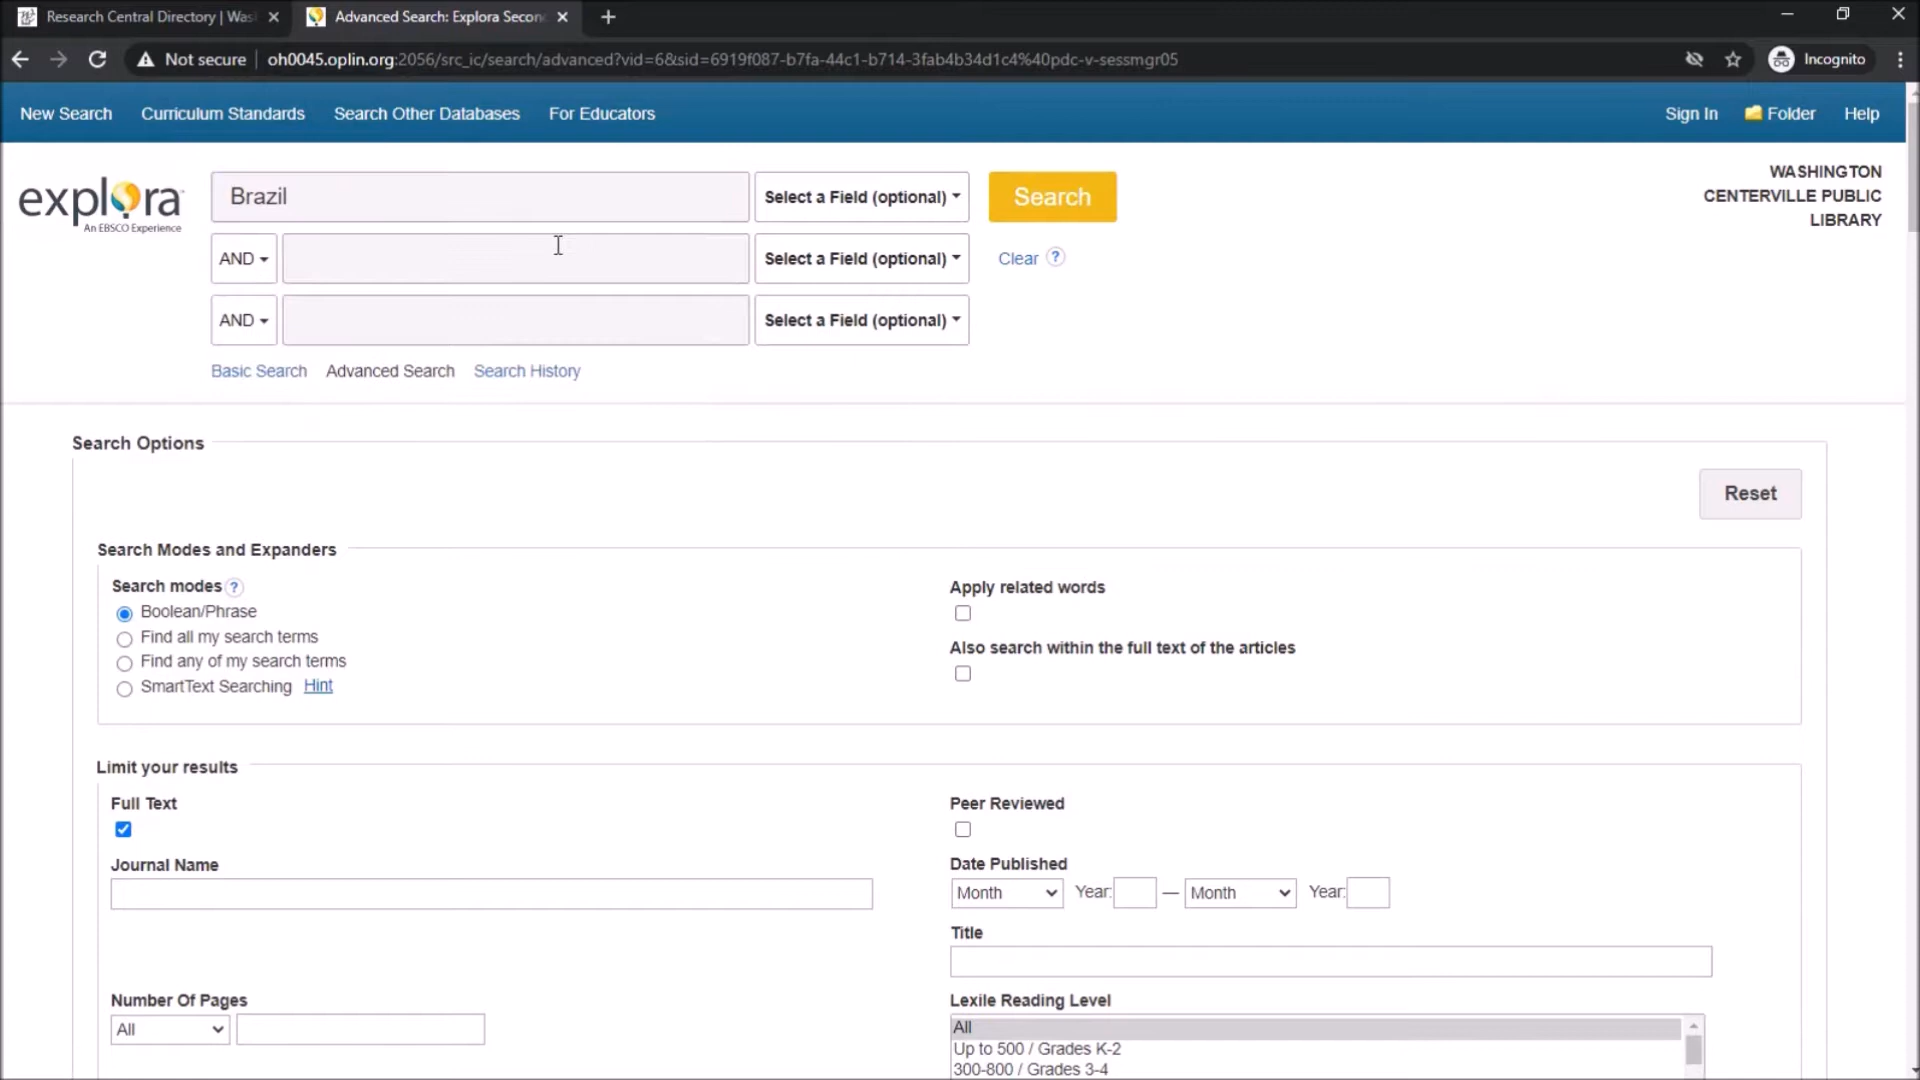 Research Central Directory | Was
Advanced Search: Explora Secon
Not secure
oh0045.oplin.org:2056/src_ic/search/advanced?vid=6&sid=6919f087-b7fa-44c1-b714-3fab4b34d1c4%40pdc-v-sessmgr05
Incognito
New Search
Curriculum Standards
Search Other Databases
For Educators
Sign In
Folder
Help
explora
An EBSCO Experience
Brazil
Select a Field (optional)
Search
WASHINGTON
CENTERVILLE PUBLIC
LIBRARY
AND
Select a Field (optional)
Clear ?
AND
Select a Field (optional)
Basic Search
Advanced Search
Search History
Search Options
Reset
Search Modes and Expanders
Search modes ?
Boolean/Phrase
Find all my search terms
Find any of my search terms
SmartText Searching Hint
Apply related words
Also search within the full text of the articles
Limit your results
Full Text
Peer Reviewed
Journal Name
Date Published
Month Year: — Month Year:
Title
Number Of Pages
All
Lexile Reading Level
All
Up to 500 / Grades K-2
300-800 / Grades 3-4